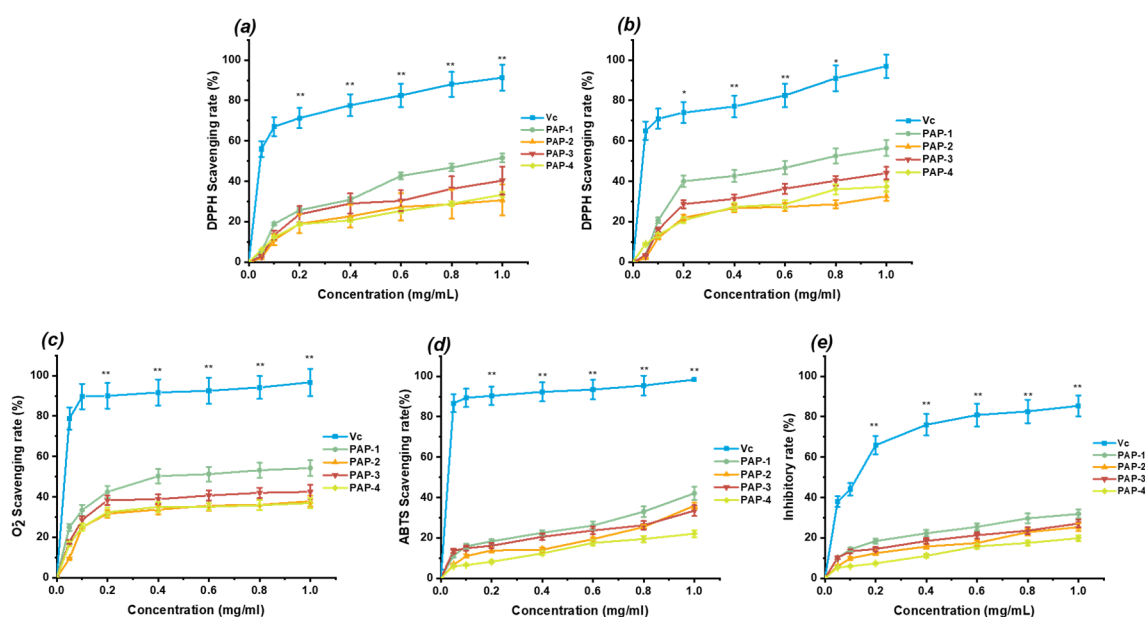 (a)
DPPH Scavenging rate (%)
100
80
60
40
20
0
** ** ** ** **
0.0 0.2 0.4 0.6 0.8 1.0
Concentration (mg/mL)
Vc
PAP-1
PAP-2
PAP-3
PAP-4
(b)
DPPH Scavenging rate (%)
100
80
60
40
20
0
* ** ** *
0.0 0.2 0.4 0.6 0.8 1.0
Concentration (mg/ml)
Vc
PAP-1
PAP-2
PAP-3
PAP-4
(c)
O2̄ Scavenging rate (%)
100
80
60
40
20
0
** ** ** ** **
0.0 0.2 0.4 0.6 0.8 1.0
Concentration (mg/ml)
Vc
PAP-1
PAP-2
PAP-3
PAP-4
(d)
ABTS Scavenging rate(%)
100
80
60
40
20
0
** ** ** ** **
0.0 0.2 0.4 0.6 0.8 1.0
Concentration (mg/ml)
Vc
PAP-1
PAP-2
PAP-3
PAP-4
(e)
Inhibitory rate (%)
100
80
60
40
20
0
** ** ** ** **
0.0 0.2 0.4 0.6 0.8 1.0
Concentration (mg/mL)
Vc
PAP-1
PAP-2
PAP-3
PAP-4